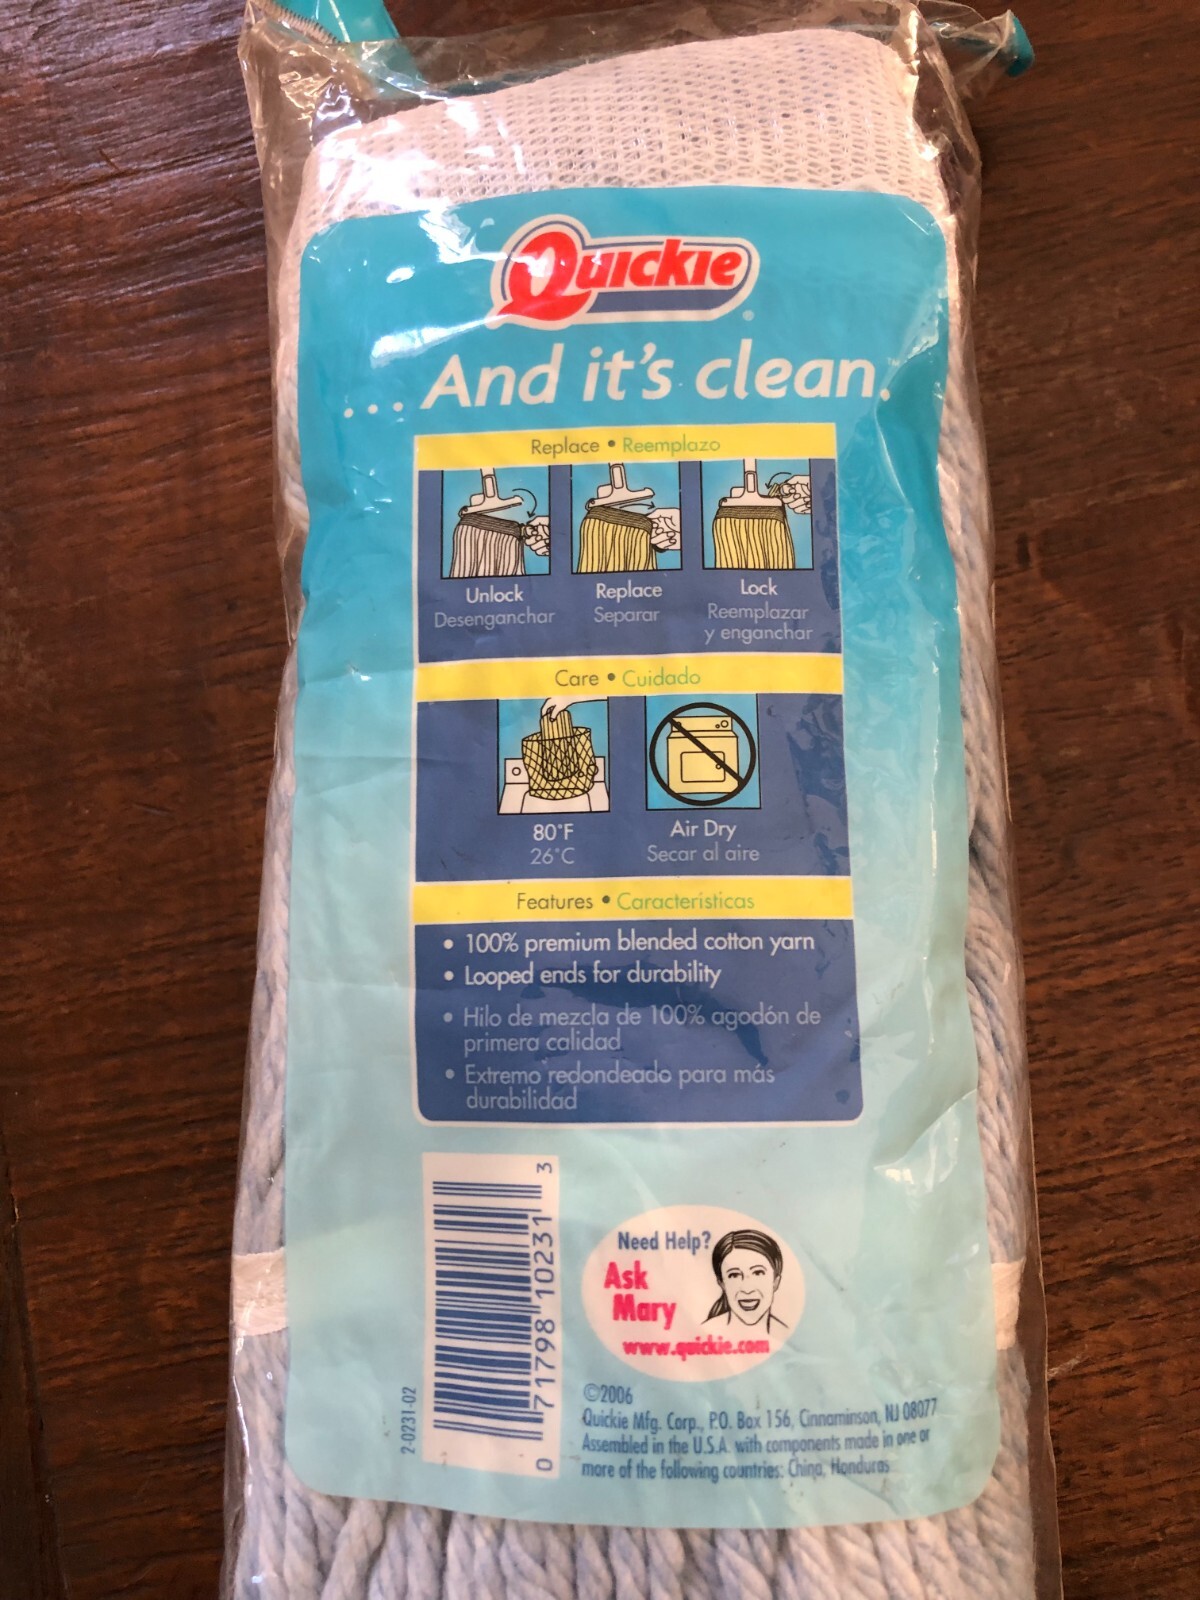 Quickie
... And it's clean.
Replace • Reemplazo
Unlock
Desenganchar
Replace
Separar
Lock
Reemplazar
y enganchar
Care • Cuidado
80°F
26°C
Air Dry
Secar al aire
Features • Características
• 100% premium blended cotton yarn
• Looped ends for durability
• Hilo de mezcla de 100% agodón de
primera calidad
• Extremo redondeado para más
durabilidad
0 71798 10231 3
2-0231-02
Need Help?
Ask
Mary
www.quickie.com
©2006
Quickie Mfg. Corp., P.O. Box 156, Cinnaminson, NJ 08077
Assembled in the U.S.A. with components made in one or
more of the following countries: China, Honduras